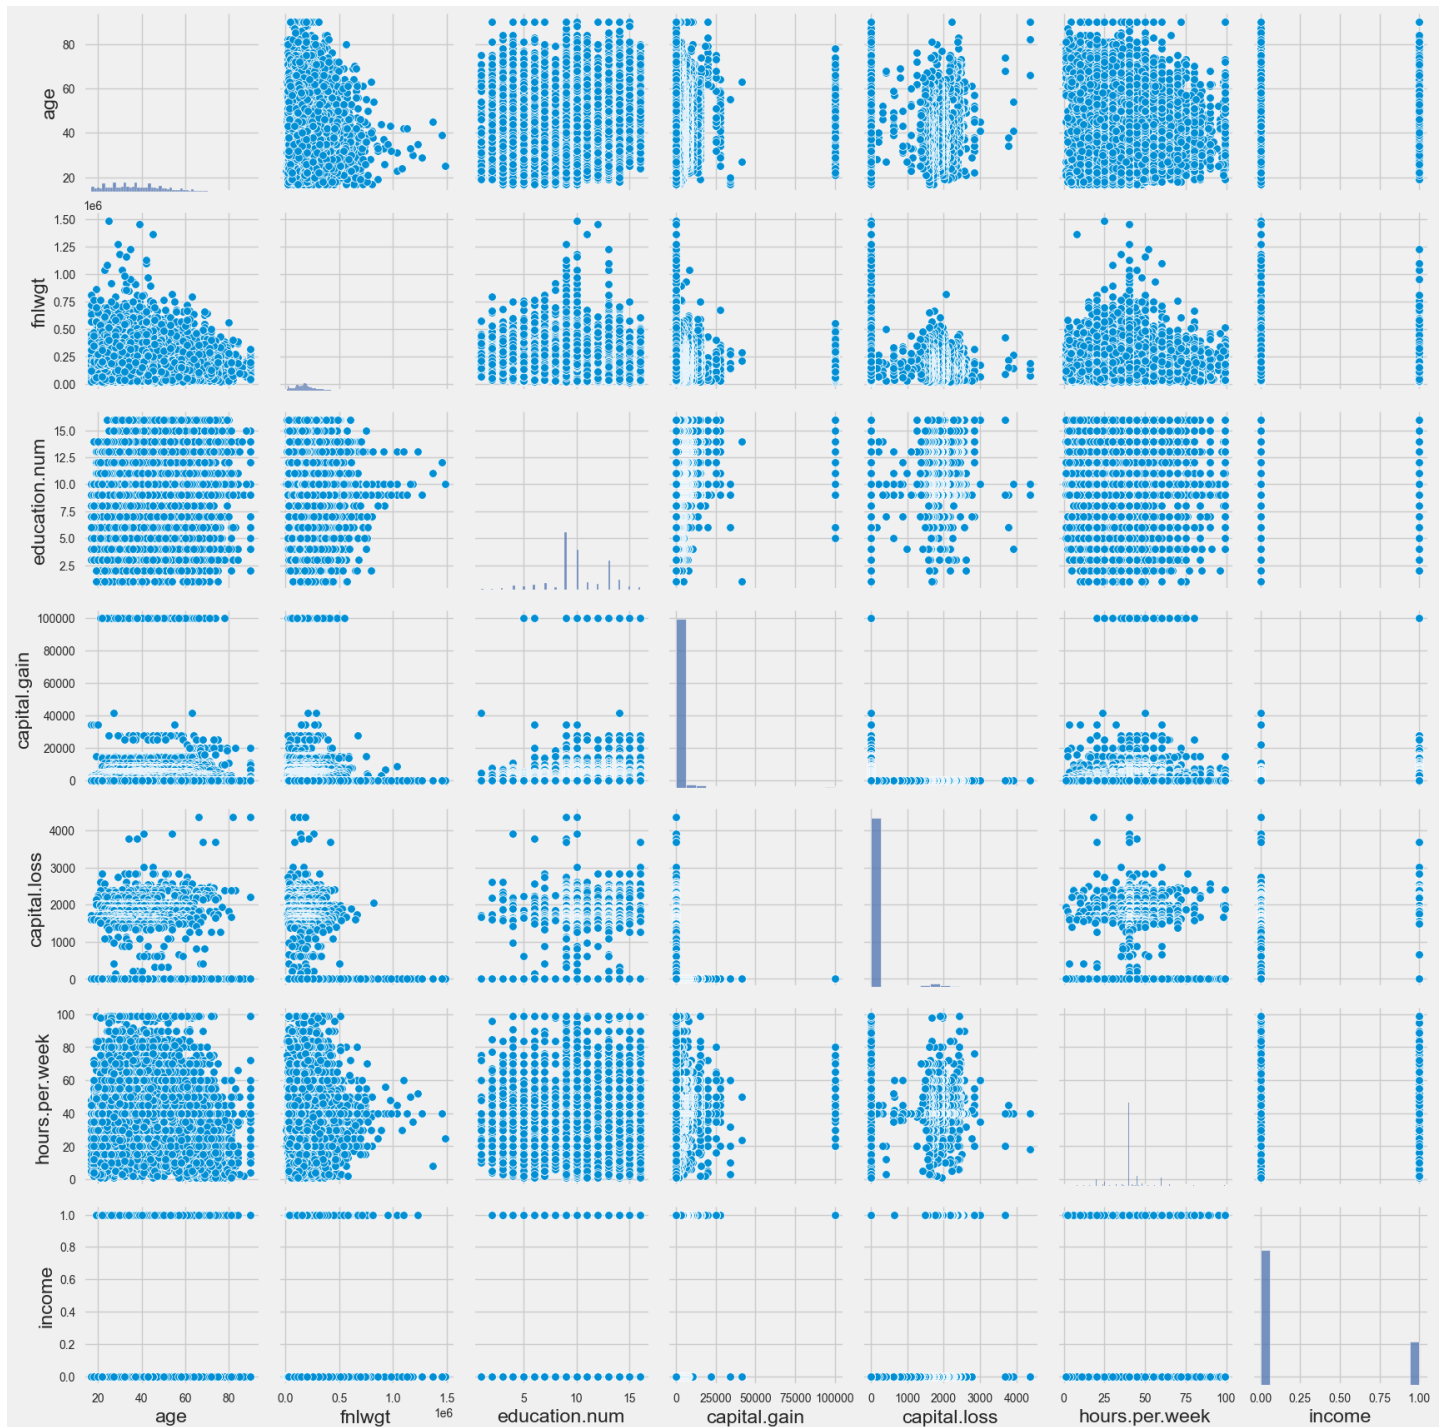 80
60
40
20
age
1e6
1.50
1.25
1.00
0.75
0.50
0.25
0.00
fnlwgt
15.0
12.5
10.0
7.5
5.0
2.5
education.num
100000
80000
60000
40000
20000
0
capital.gain
4000
3000
2000
1000
0
capital.loss
100
80
60
40
20
0
hours.per.week
1.0
0.8
0.6
0.4
0.2
0.0
income
20 40 60 80
0.0 0.5 1.0 1.5
1e6
5 10 15
0 25000 50000 75000 100000
0 1000 2000 3000 4000
0 25 50 75 100
0.00 0.25 0.50 0.75 1.00
age fnlwgt education.num capital.gain capital.loss hours.per.week income